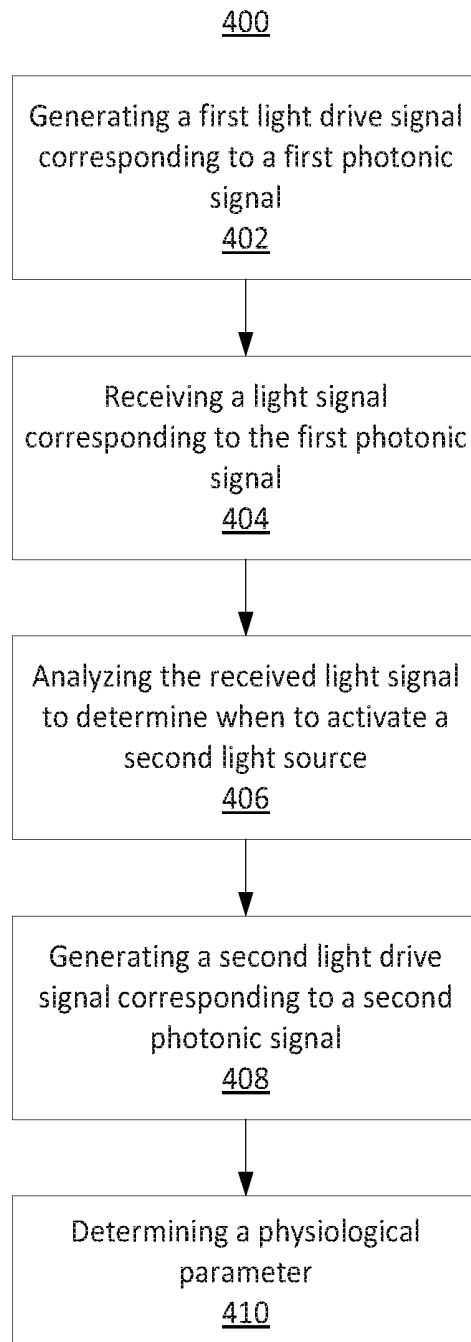 400
Generating a first light drive signal
corresponding to a first photonic
signal
402
Receiving a light signal
corresponding to the first photonic
signal
404
Analyzing the received light signal
to determine when to activate a
second light source
406
Generating a second light drive
signal corresponding to a second
photonic signal
408
Determining a physiological
parameter
410